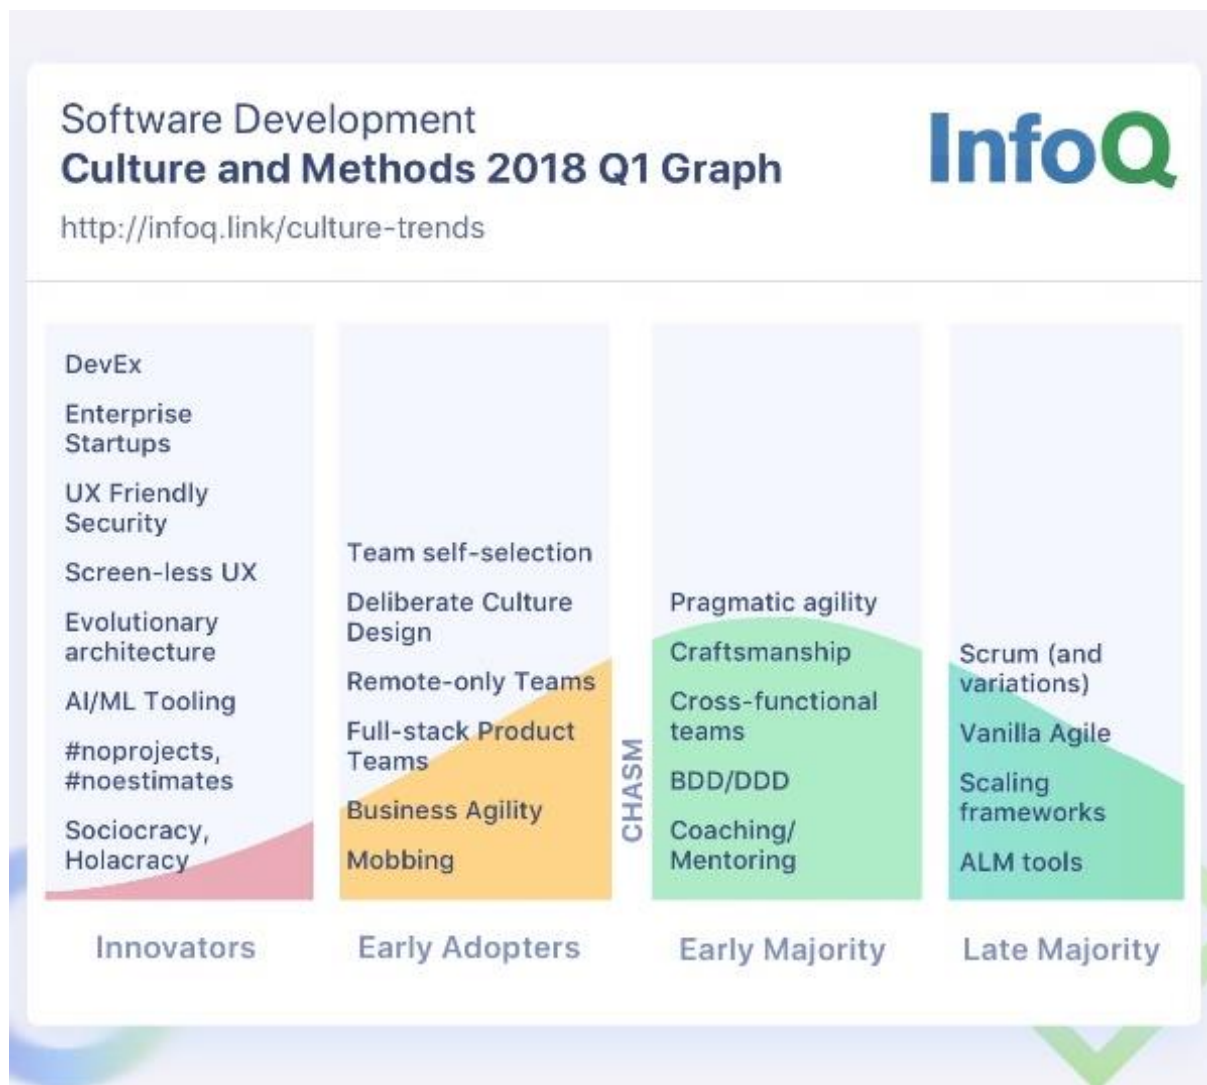 Software Development
Culture and Methods 2018 Q1 Graph
http://infoq.link/culture-trends
InfoQ
DevEx
Enterprise
Startups
UX Friendly
Security
Screen-less UX
Evolutionary
architecture
AI/ML Tooling
#noprojects,
#noestimates
Sociocracy,
Holacracy
Innovators
Team self-selection
Deliberate Culture
Design
Remote-only Teams
Full-stack Product
Teams
Business Agility
Mobbing
Early Adopters
CHASM
Pragmatic agility
Craftsmanship
Cross-functional
teams
BDD/DDD
Coaching/
Mentoring
Early Majority
Scrum (and
variations)
Vanilla Agile
Scaling
frameworks
ALM tools
Late Majority